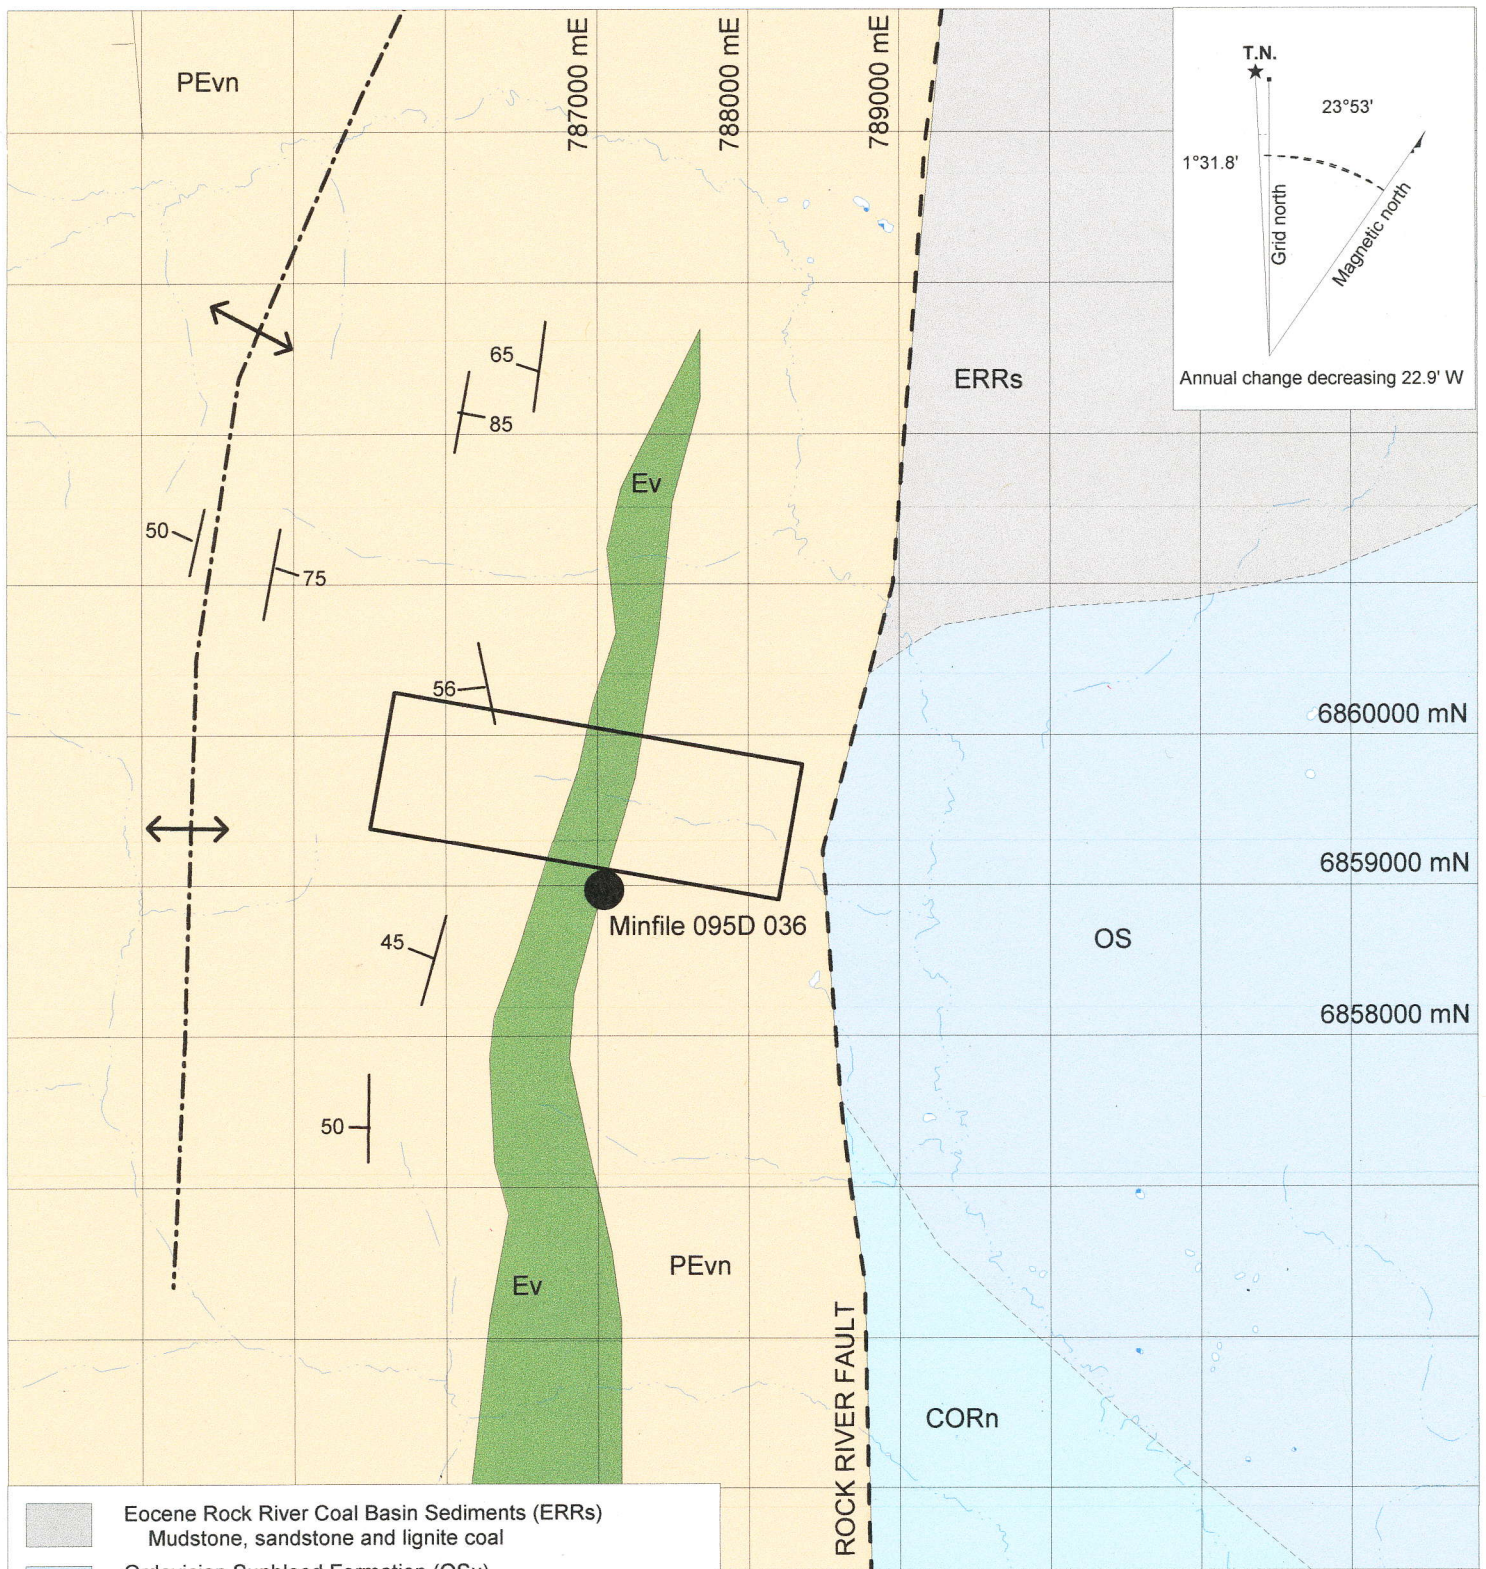 PEvn
787000 mE
788000 mE
789000 mE
T.N.
23°53'
1°31.8'
Grid north
Magnetic north
Annual change decreasing 22.9' W
65
ERRs
85
Ev
50
75
56
6860000 mN
6859000 mN
Minfile 095D 036
45
OS
6858000 mN
50
PEvn
Ev
ROCK RIVER FAULT
CORn
Eocene Rock River Coal Basin Sediments (ERRs)
Mudstone, sandstone and lignite coal